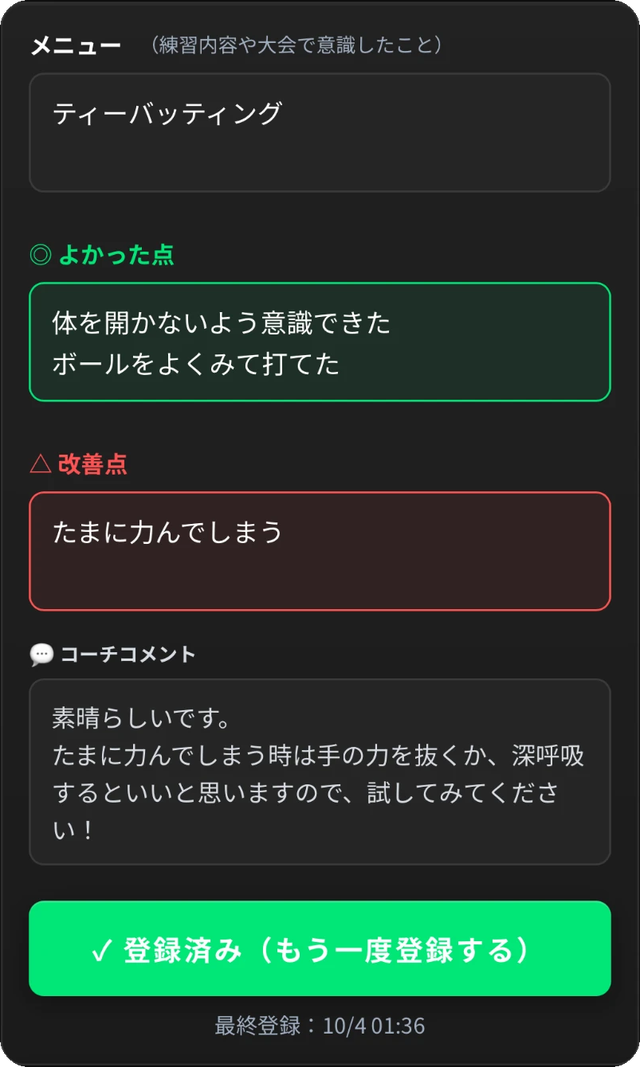 メニュー （練習内容や大会で意識したこと）
ティーバッティング
◎ よかった点
体を開かないよう意識できた
ボールをよくみて打てた
△ 改善点
たまに力んでしまう
💬 コーチコメント
素晴らしいです。
たまに力んでしまう時は手の力を抜くか、深呼吸
するといいと思いますので、試してみてくださ
い！
✓ 登録済み（もう一度登録する）
最終登録：10/4 01:36